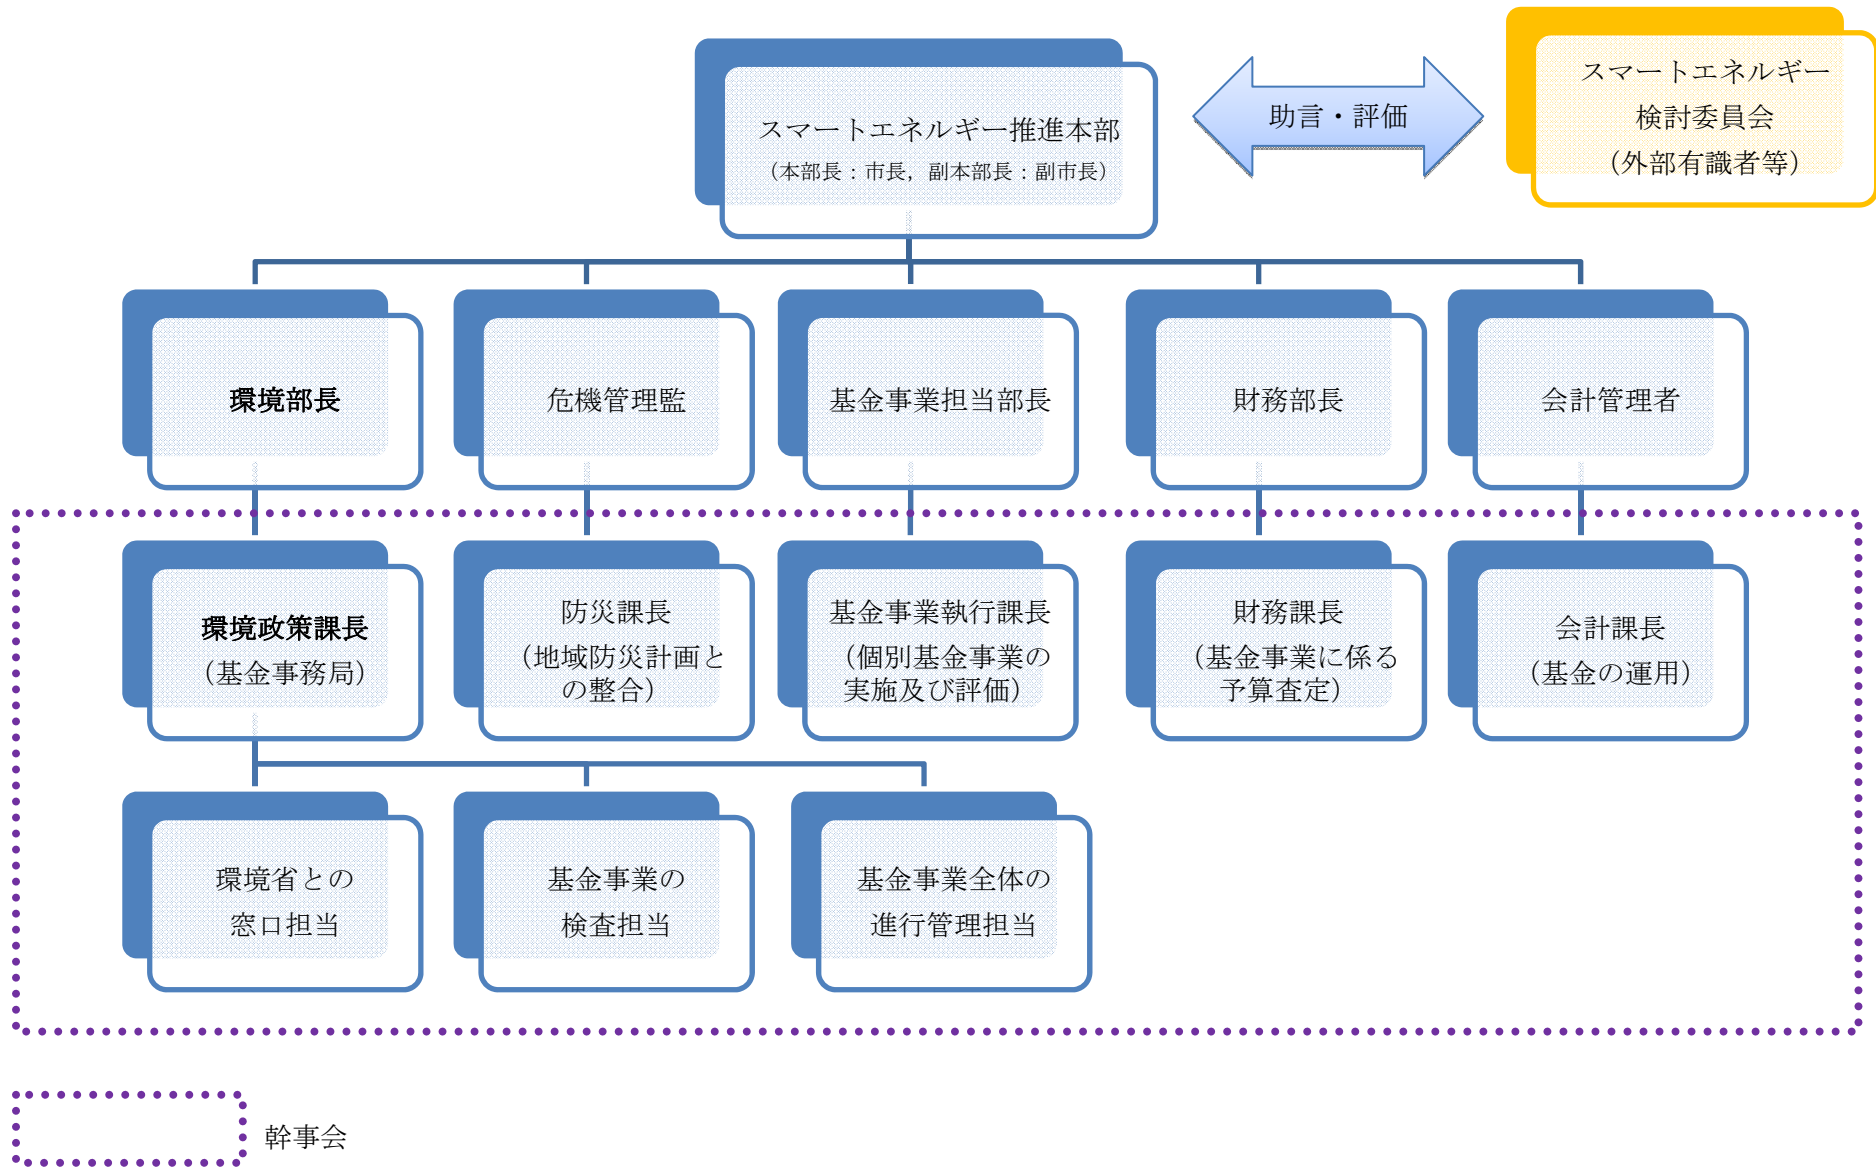 スマートエネルギー推進本部
（本部長：市長，副本部長：副市長）
助言・評価
スマートエネルギー
検討委員会
（外部有識者等）
環境部長
危機管理監
基金事業担当部長
財務部長
会計管理者
環境政策課長
（基金事務局）
防災課長
（地域防災計画と
の整合）
基金事業執行課長
（個別基金事業の
実施及び評価）
財務課長
（基金事業に係る
予算査定）
会計課長
（基金の運用）
環境省との
窓口担当
基金事業の
検査担当
基金事業全体の
進行管理担当
幹事会